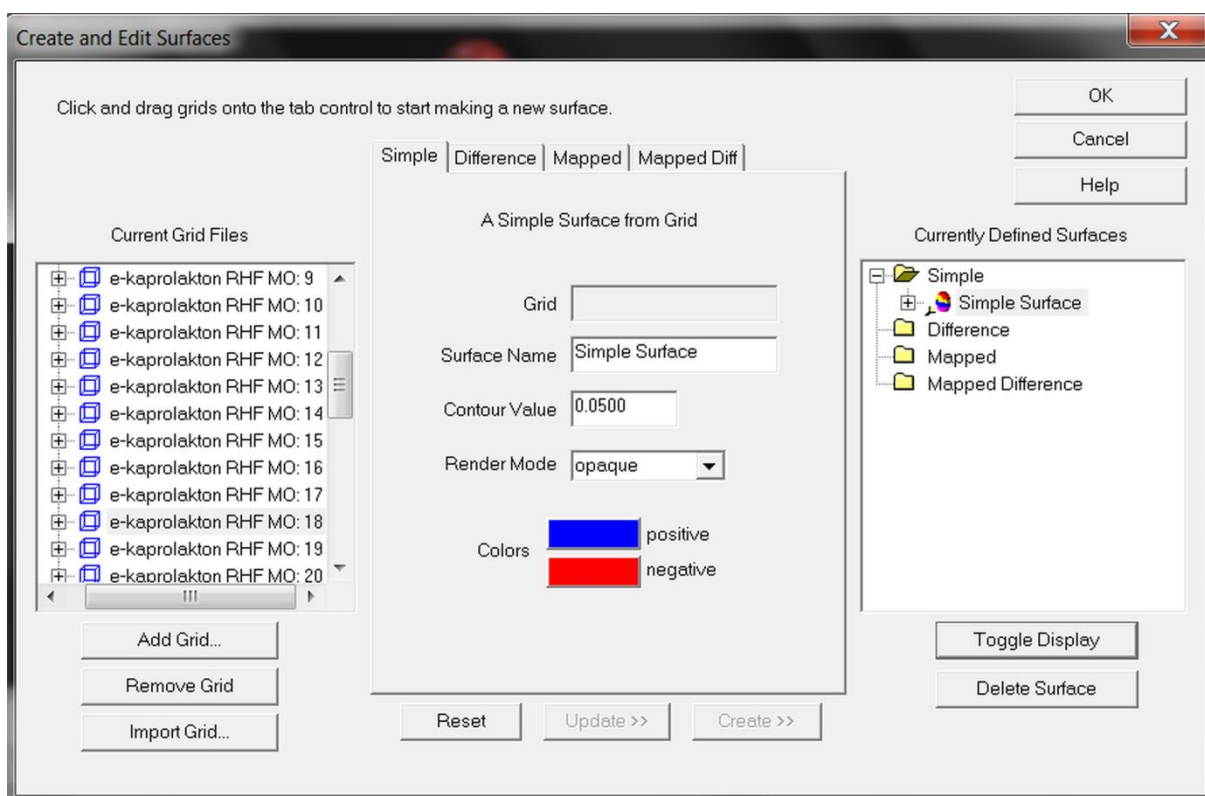 Create and Edit Surfaces
X
Click and drag grids onto the tab control to start making a new surface.
OK
Cancel
Help
Simple
Difference
Mapped
Mapped Diff
Current Grid Files
e-kaprolakton RHF MO: 9
e-kaprolakton RHF MO: 10
e-kaprolakton RHF MO: 11
e-kaprolakton RHF MO: 12
e-kaprolakton RHF MO: 13
e-kaprolakton RHF MO: 14
e-kaprolakton RHF MO: 15
e-kaprolakton RHF MO: 16
e-kaprolakton RHF MO: 17
e-kaprolakton RHF MO: 18
e-kaprolakton RHF MO: 19
e-kaprolakton RHF MO: 20
Add Grid...
Remove Grid
Import Grid...
A Simple Surface from Grid
Grid
Surface Name Simple Surface
Contour Value 0.0500
Render Mode opaque
Colors
positive
negative
Reset
Update >>
Create >>
Currently Defined Surfaces
Simple
Simple Surface
Difference
Mapped
Mapped Difference
Toggle Display
Delete Surface